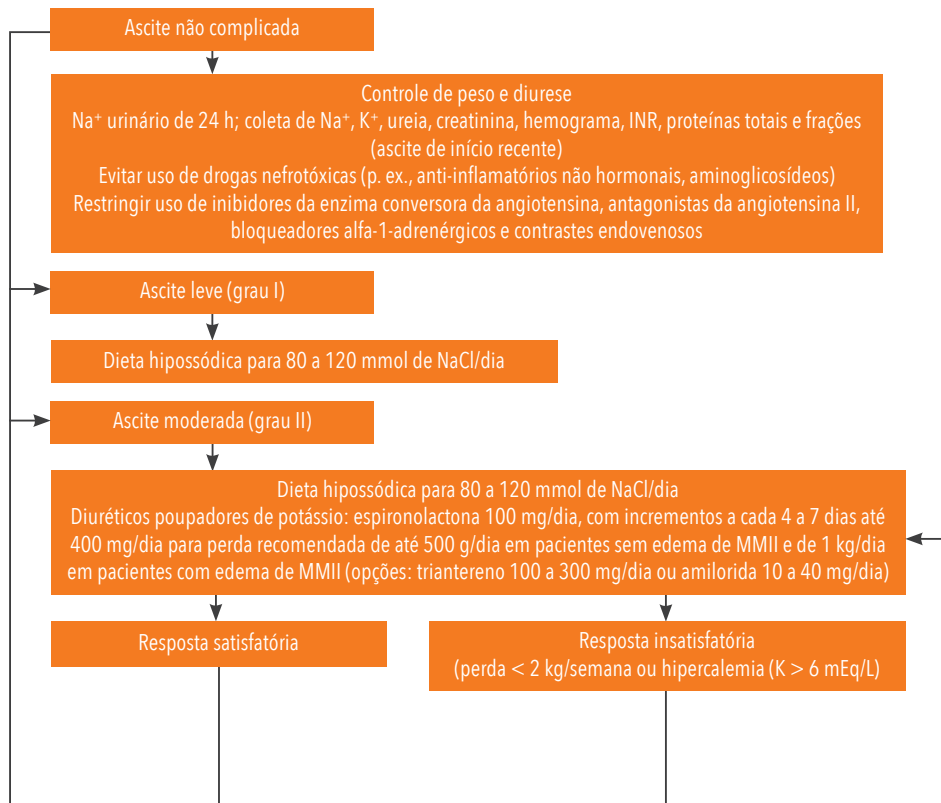 Ascite não complicada
Controle de peso e diurese
Na⁺ urinário de 24 h; coleta de Na⁺, K⁺, ureia, creatinina, hemograma, INR, proteínas totais e frações
(ascite de início recente)
Evitar uso de drogas nefrotóxicas (p. ex., anti-inflamatórios não hormonais, aminoglicosídeos)
Restringir uso de inibidores da enzima conversora da angiotensina, antagonistas da angiotensina II,
bloqueadores alfa-1-adrenérgicos e contrastes endovenosos
Ascite leve (grau I)
Dieta hipossódica para 80 a 120 mmol de NaCl/dia
Ascite moderada (grau II)
Dieta hipossódica para 80 a 120 mmol de NaCl/dia
Diuréticos poupadores de potássio: espironolactona 100 mg/dia, com incrementos a cada 4 a 7 dias até
400 mg/dia para perda recomendada de até 500 g/dia em pacientes sem edema de MMII e de 1 kg/dia
em pacientes com edema de MMII (opções: triantereno 100 a 300 mg/dia ou amilorida 10 a 40 mg/dia)
Resposta satisfatória
Resposta insatisfatória
(perda < 2 kg/semana ou hipercalemia (K > 6 mEq/L)